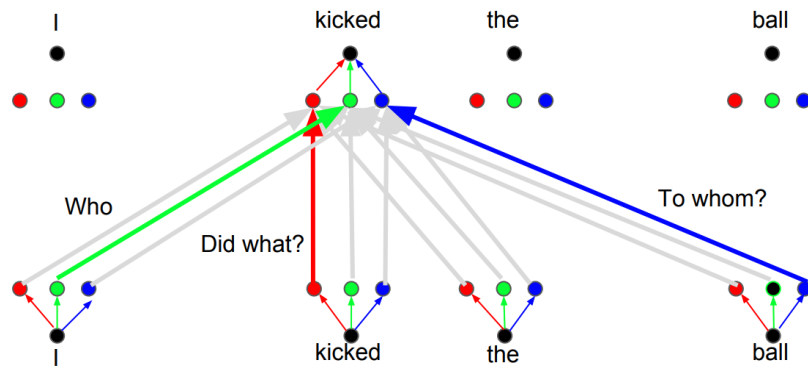 I kicked the ball
Who
To whom?
Did what?
I kicked the ball